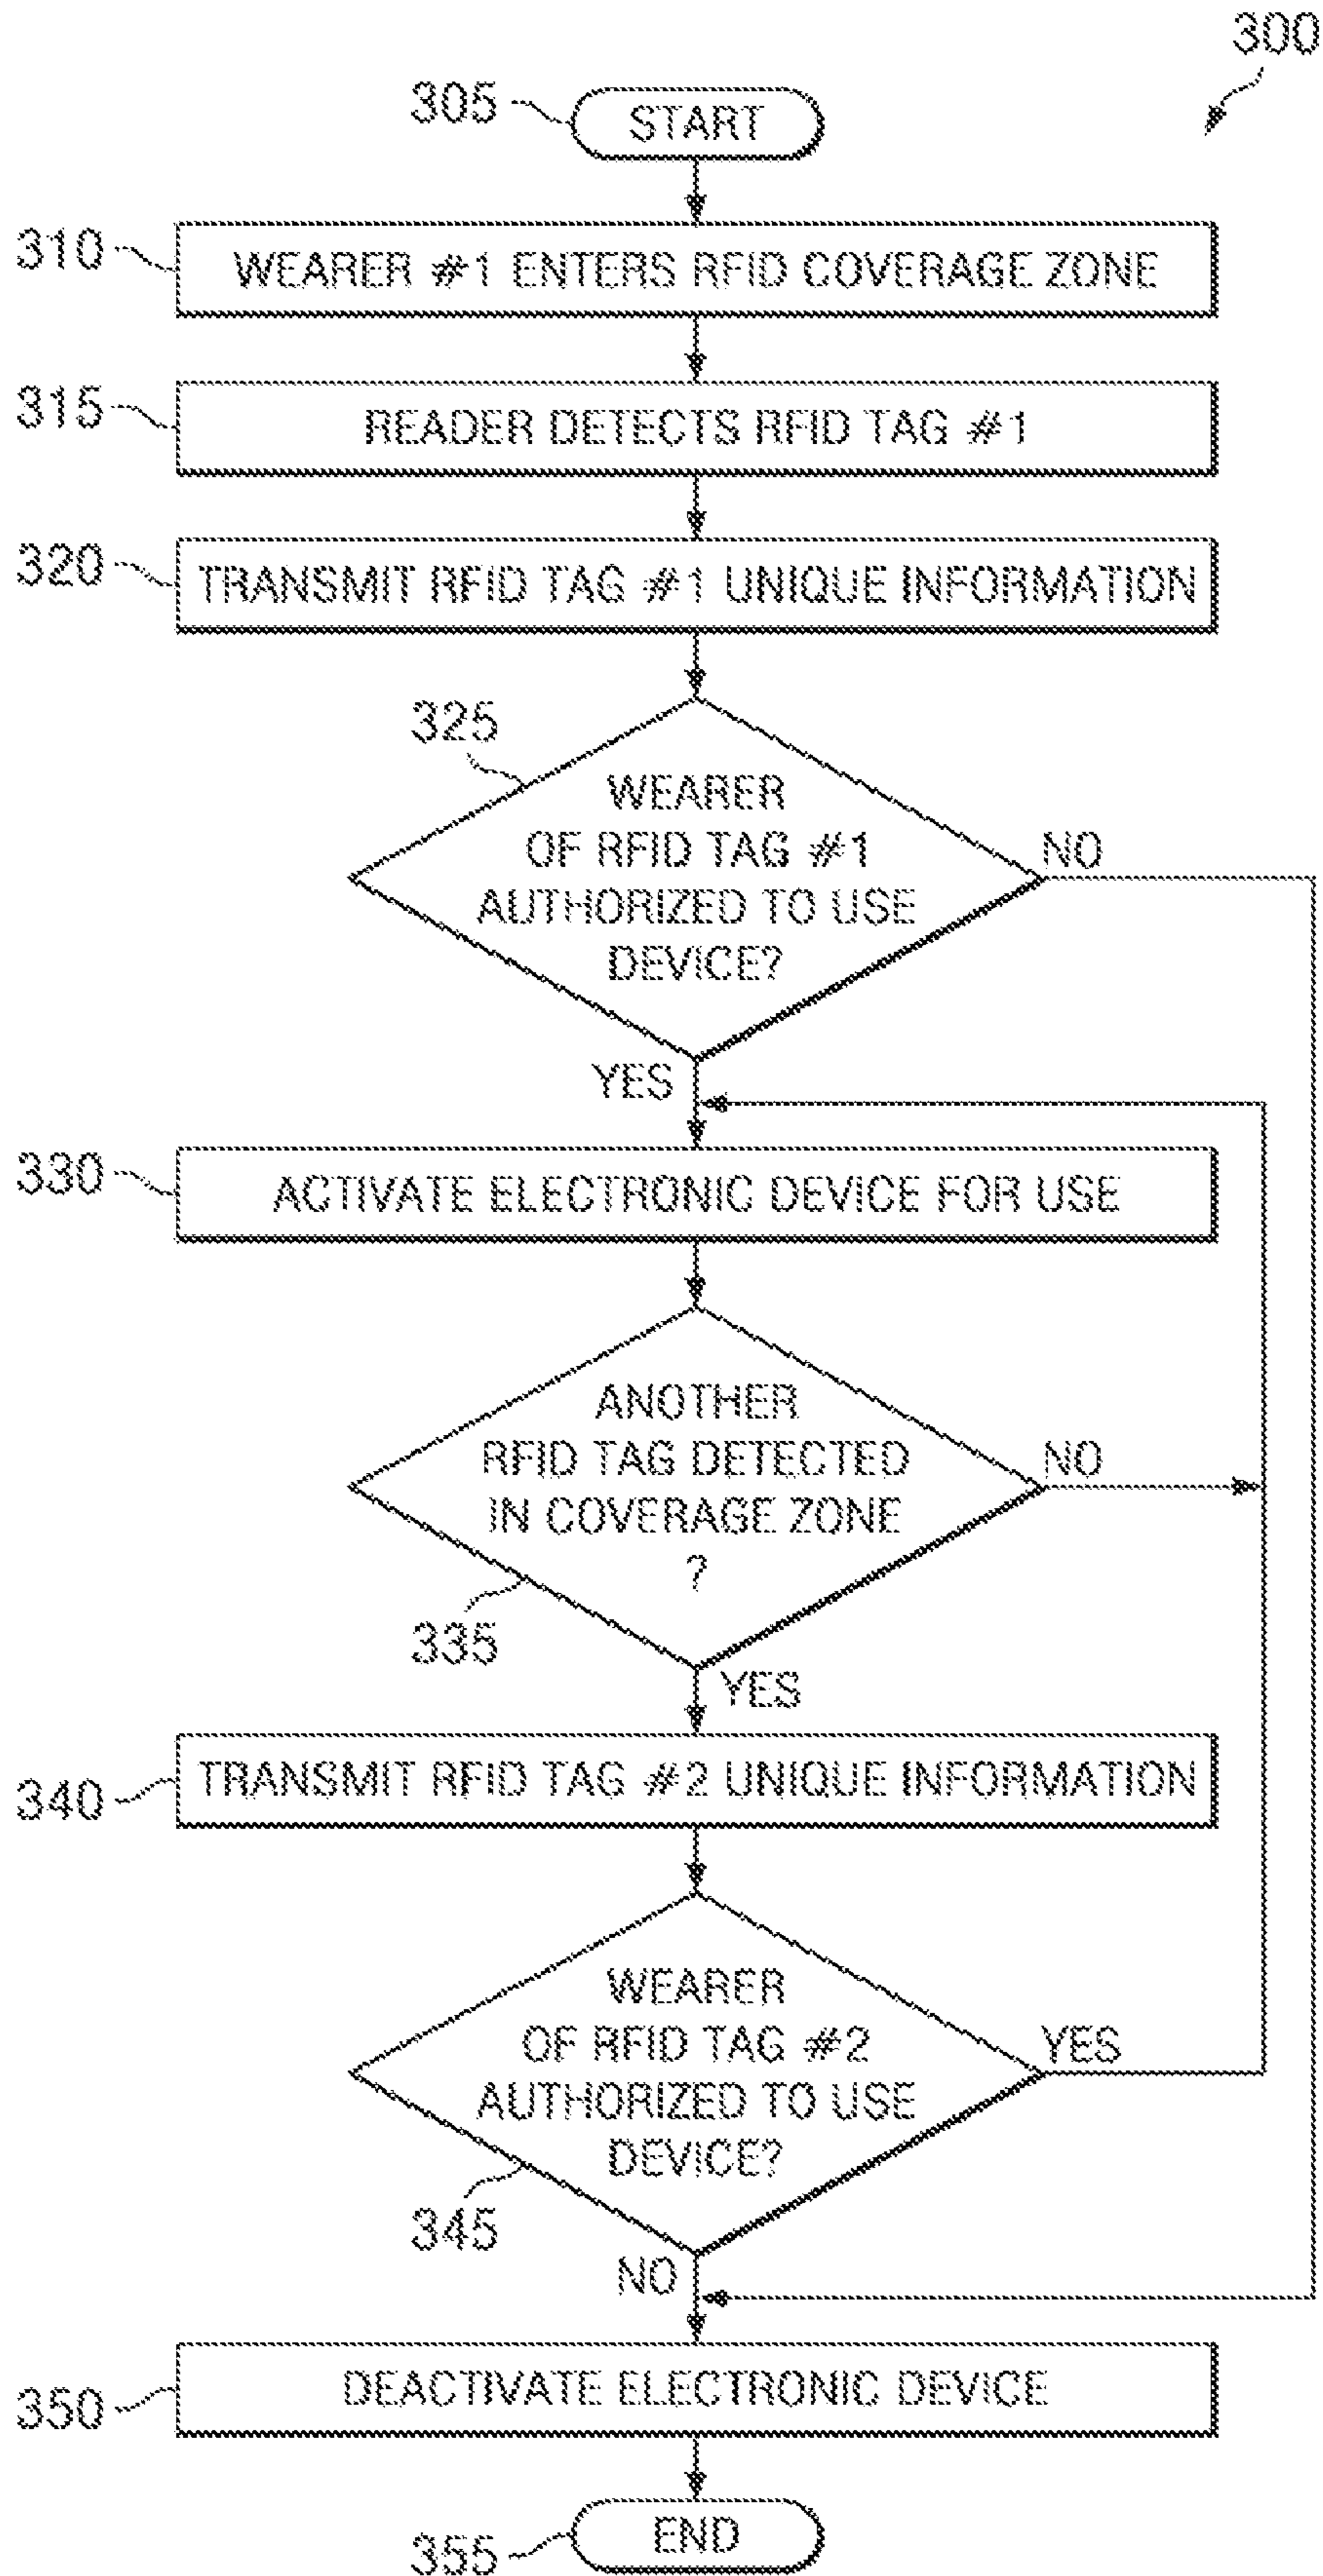 300
305
START
310
WEARER #1 ENTERS RFID COVERAGE ZONE
315
READER DETECTS RFID TAG #1
320
TRANSMIT RFID TAG #1 UNIQUE INFORMATION
325
WEARER
OF RFID TAG #1
AUTHORIZED TO USE
DEVICE?
NO
YES
330
ACTIVATE ELECTRONIC DEVICE FOR USE
ANOTHER
RFID TAG DETECTED
IN COVERAGE ZONE
?
NO
335
YES
340
TRANSMIT RFID TAG #2 UNIQUE INFORMATION
WEARER
OF RFID TAG #2
AUTHORIZED TO USE
DEVICE?
YES
345
NO
350
DEACTIVATE ELECTRONIC DEVICE
355
END